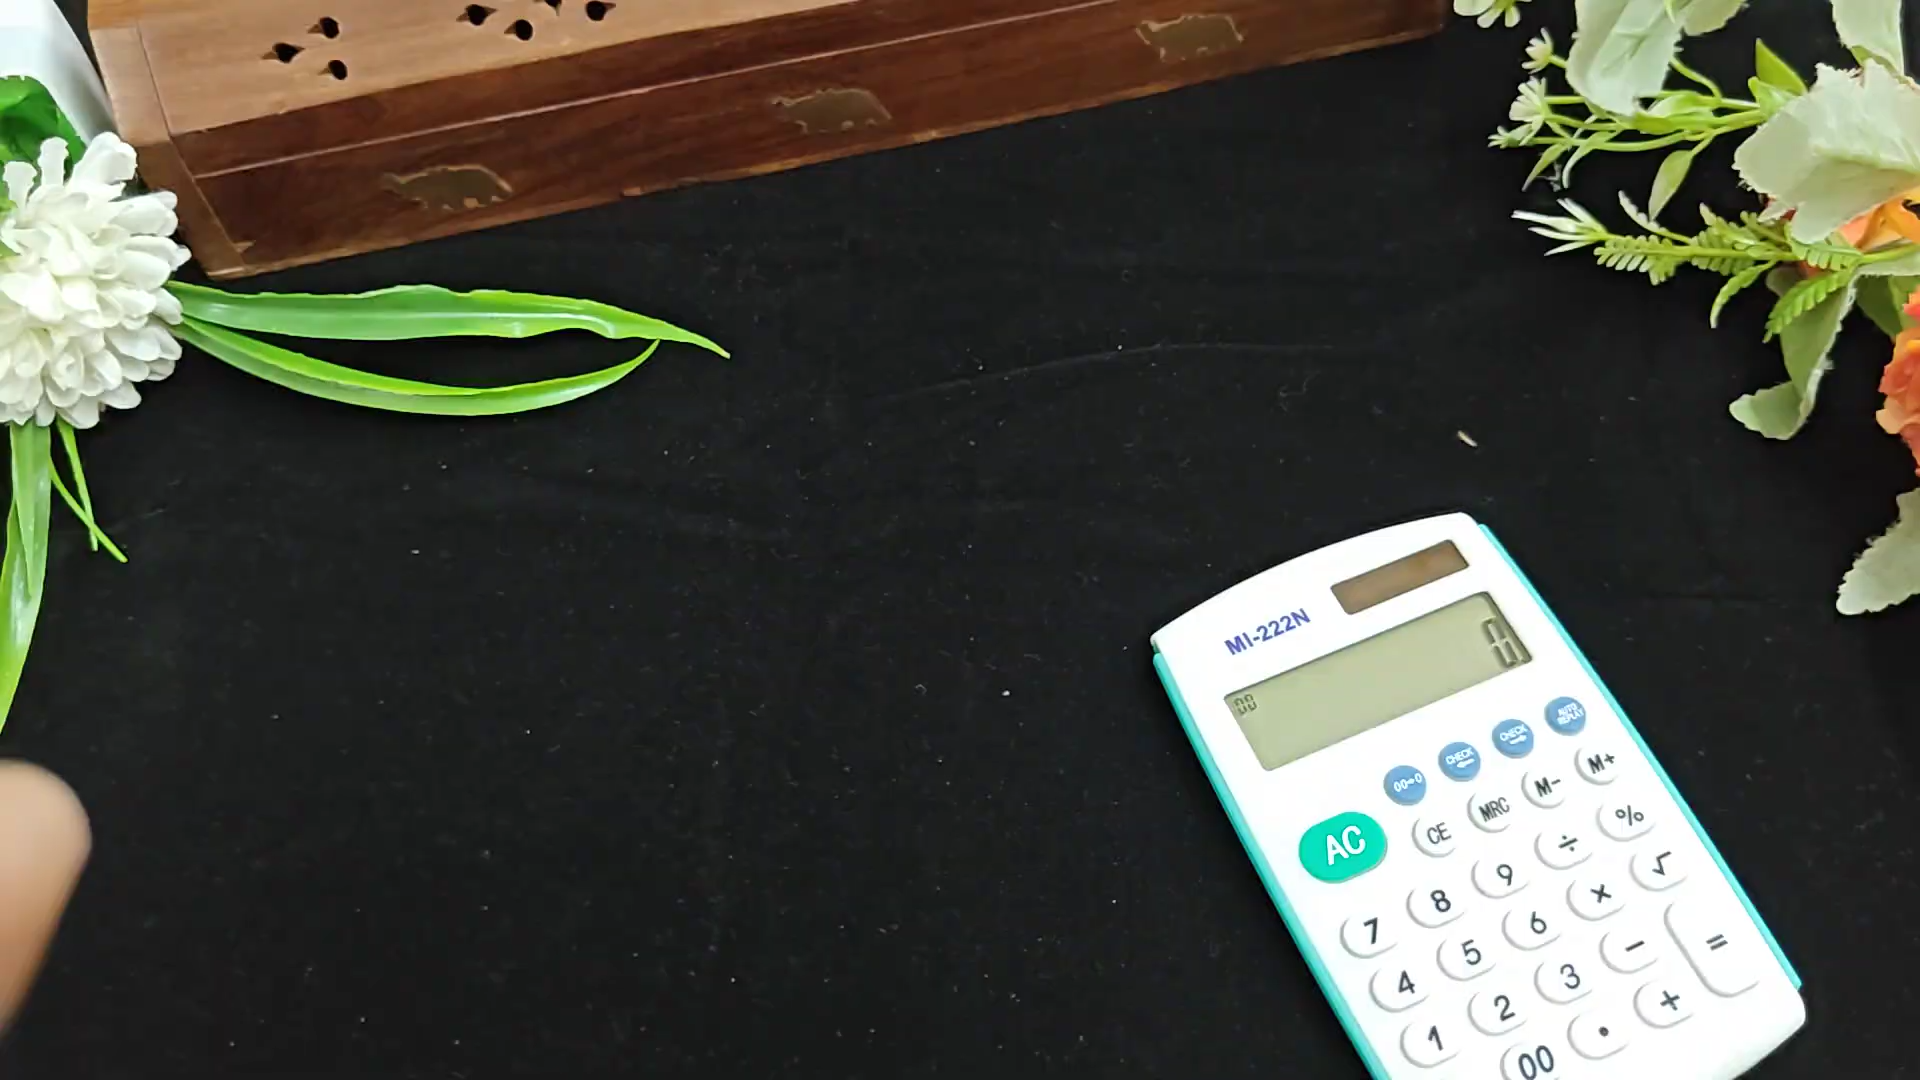 MI-222N
0
00
00→0
CHECK
←
CHECK
→
AUTO
REPLAY
AC
CE
MRC
M-
M+
7
8
9
÷
%
4
5
6
×
√
1
2
3
−
=
00
.
+